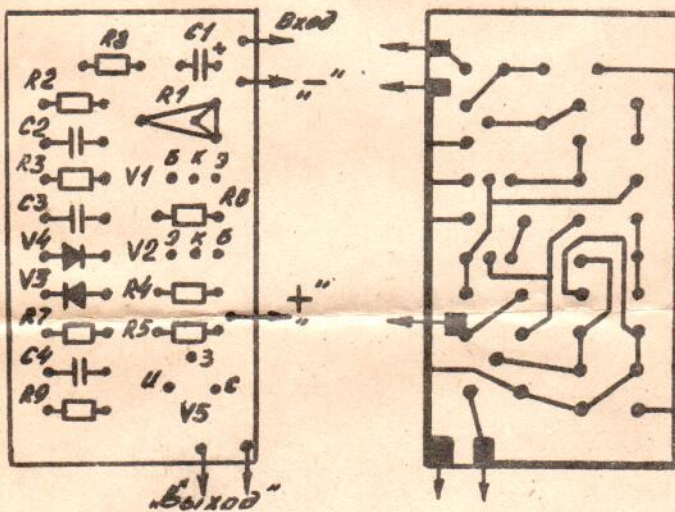 R8 C1 + Вход
R2 R1 „–“
C2
R3 V1 Б К Э
C3 R6
V4 V2 Э К Б
V3 R4 „+“
R7 R5
C4 З
И С
R9 V5
„Выход“